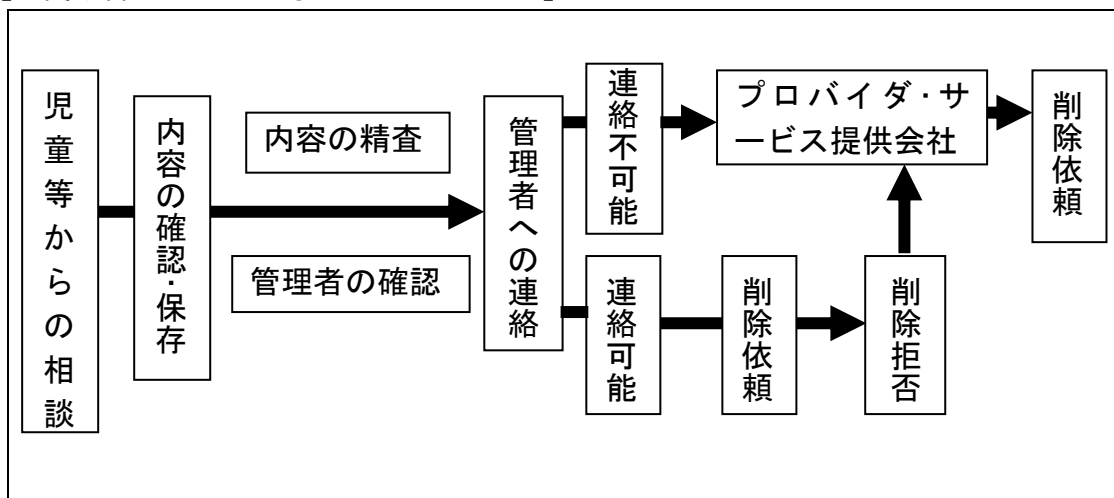 児童等からの相談
内容の確認・保存
内容の精査
管理者の確認
管理者への連絡
連絡不可能
プロバイダ・サ
ービス提供会社
削除依頼
連絡可能
削除依頼
削除拒否